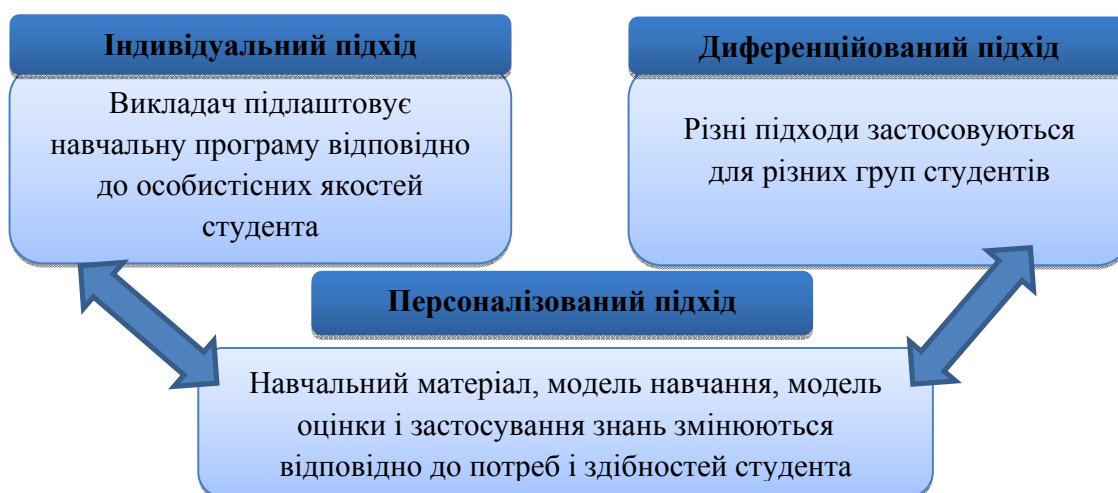 Індивідуальний підхід
Викладач підлаштовує
навчальну програму відповідно
до особистісних якостей
студента
Диференційований підхід
Різні підходи застосовуються
для різних груп студентів
Персоналізований підхід
Навчальний матеріал, модель навчання, модель
оцінки і застосування знань змінюються
відповідно до потреб і здібностей студента